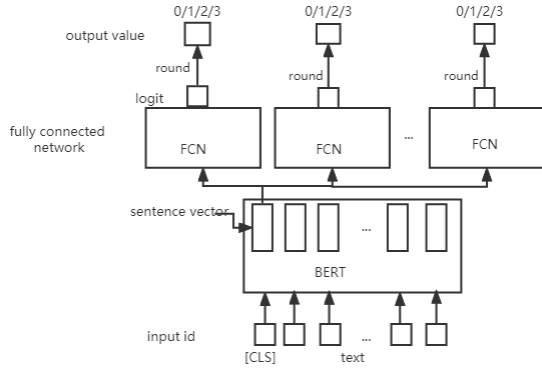 0/1/2/3 0/1/2/3 0/1/2/3
output value
round round round
logit
fully connected
network
FCN FCN ... FCN
sentence vector
...
BERT
input id ...
[CLS] text